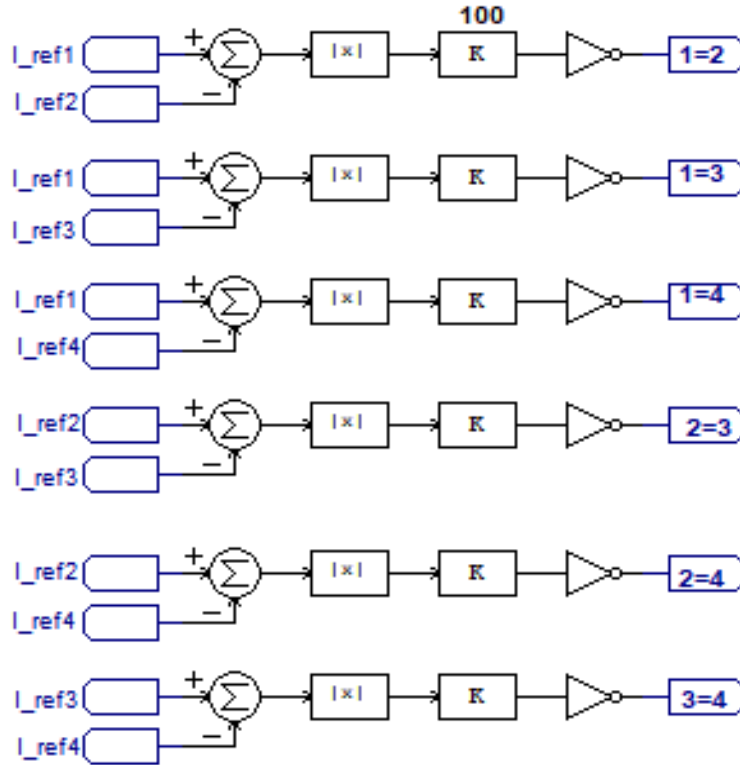 100
I_ref1 + Σ |x| K 1=2
I_ref2 −
I_ref1 + Σ |x| K 1=3
I_ref3 −
I_ref1 + Σ |x| K 1=4
I_ref4 −
I_ref2 + Σ |x| K 2=3
I_ref3 −
I_ref2 + Σ |x| K 2=4
I_ref4 −
I_ref3 + Σ |x| K 3=4
I_ref4 −